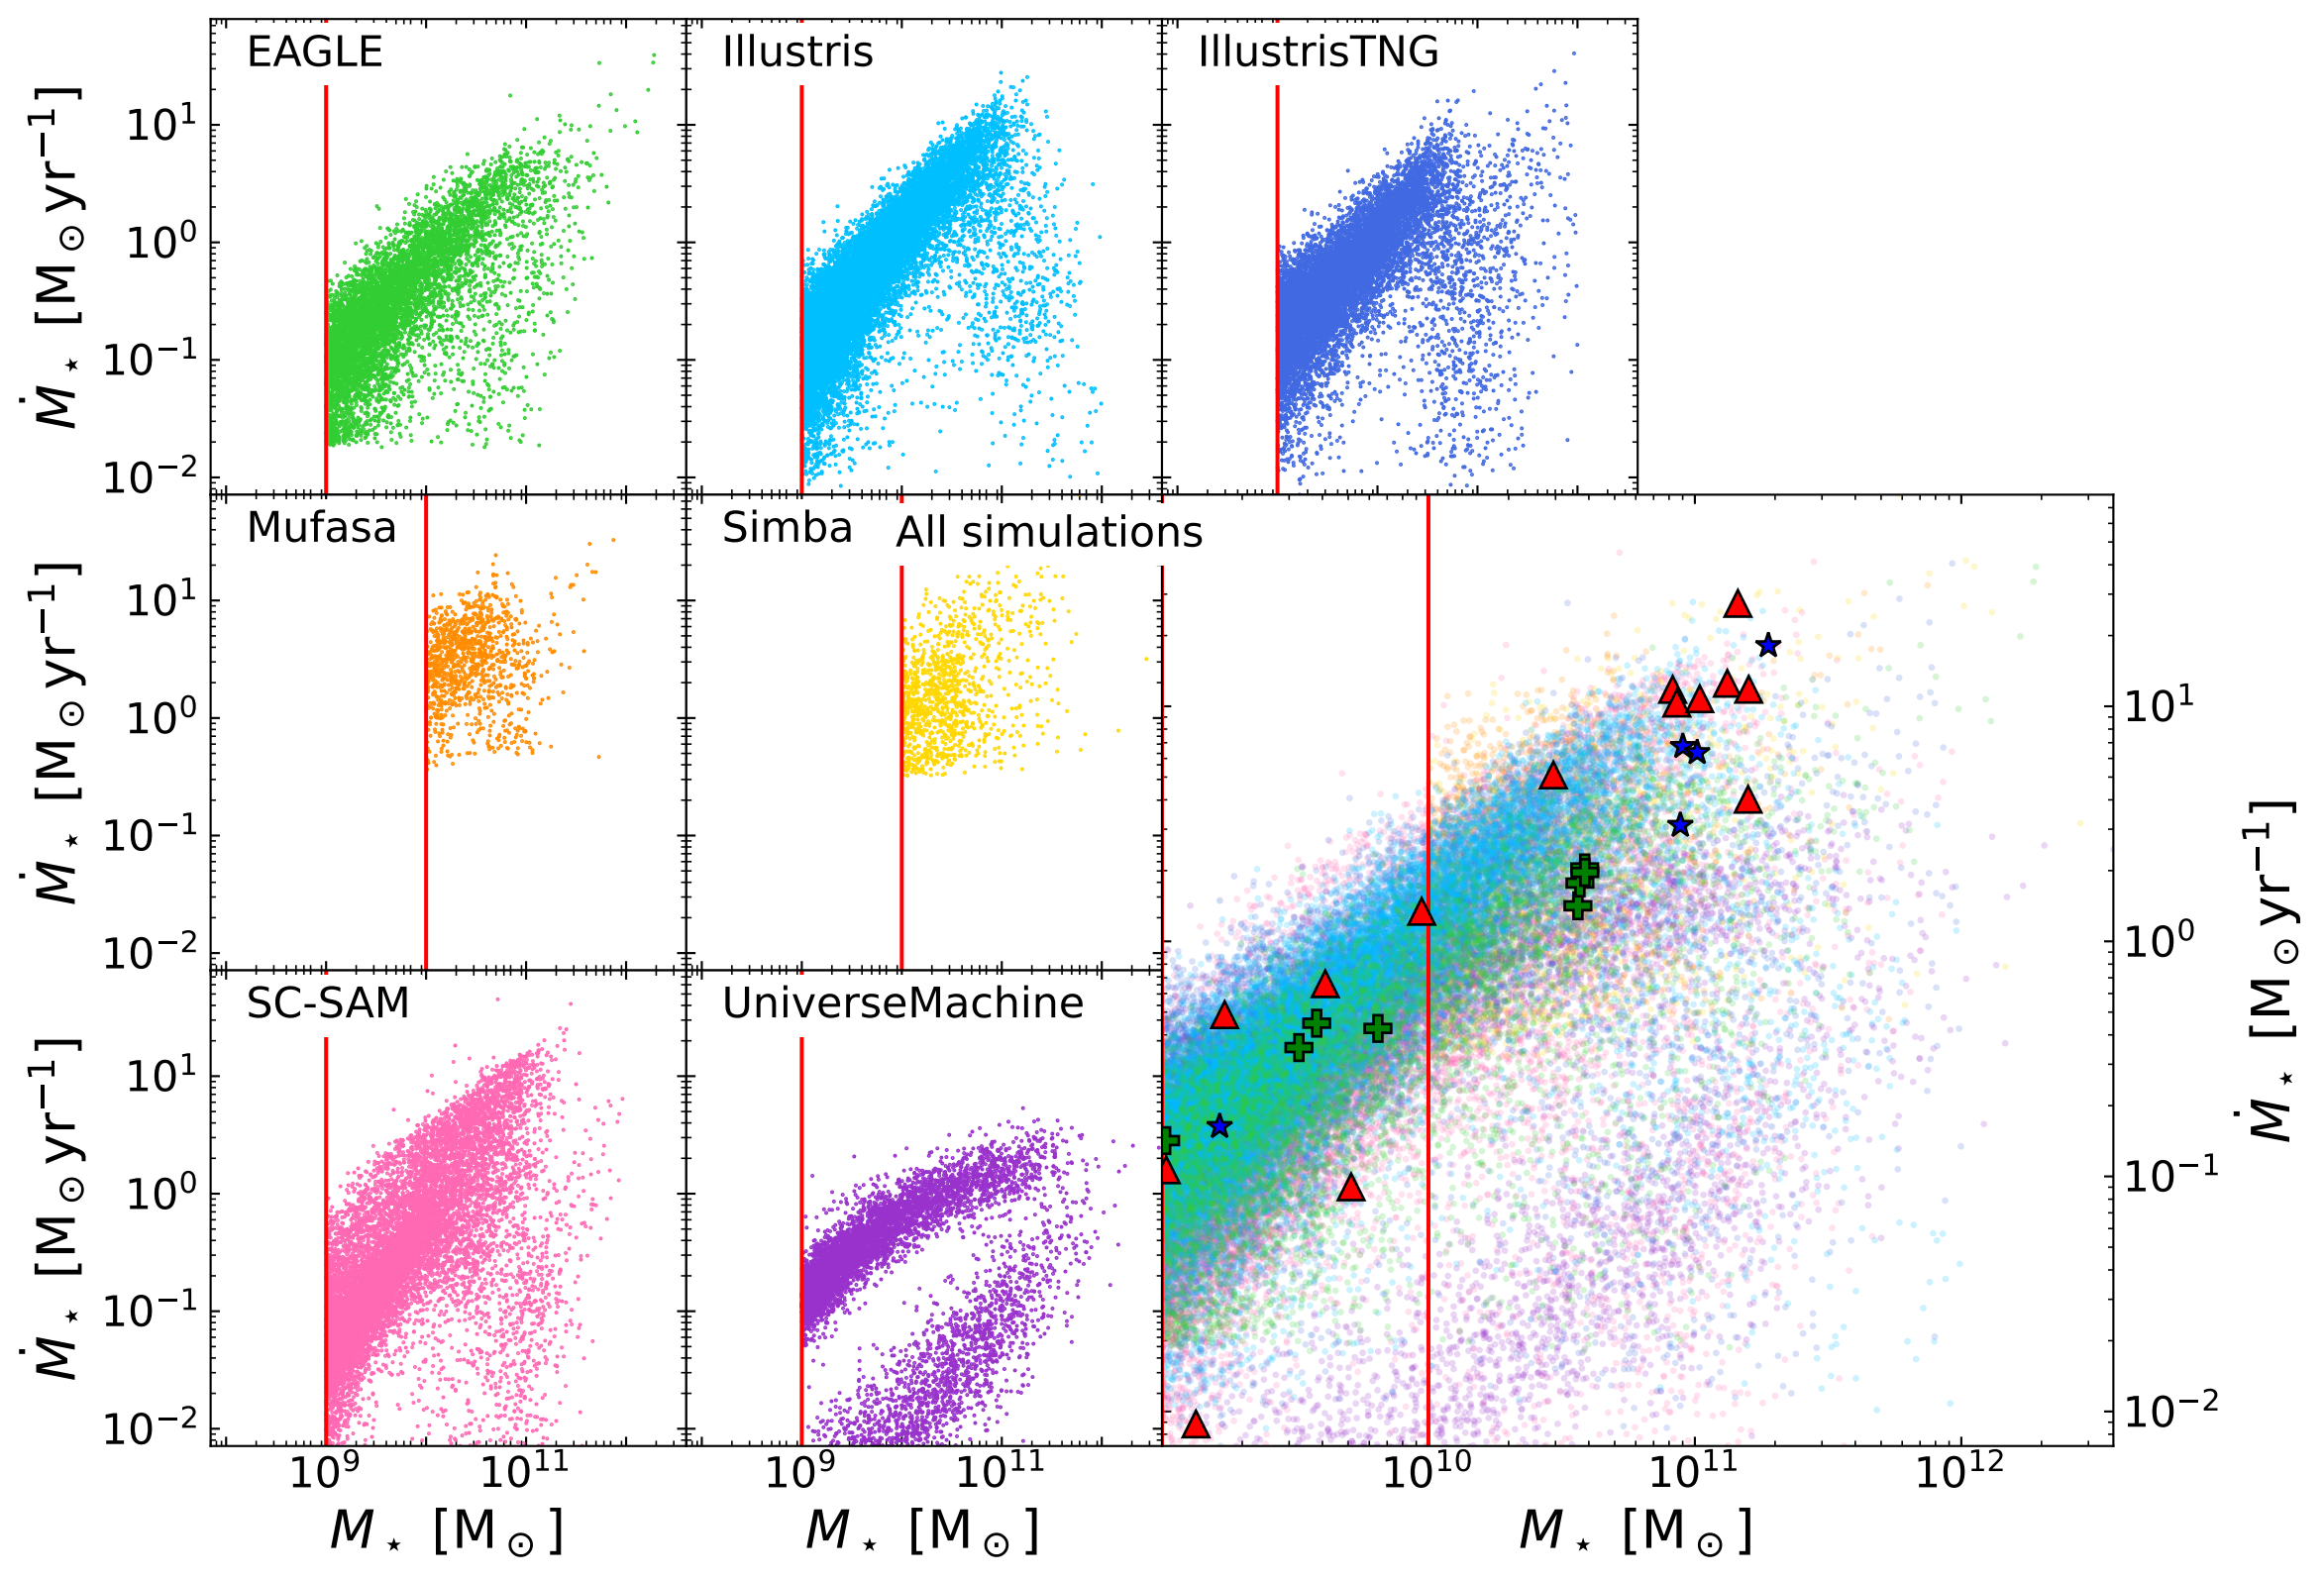 EAGLE
Illustris
IllustrisTNG
Ṁ⋆ [M⊙yr⁻¹]
10¹
10⁰
10⁻¹
10⁻²
Mufasa
Simba
All simulations
Ṁ⋆ [M⊙yr⁻¹]
10¹
10⁰
10⁻¹
10⁻²
SC-SAM
UniverseMachine
Ṁ⋆ [M⊙yr⁻¹]
10¹
10⁰
10⁻¹
10⁻²
10¹
10⁰
10⁻¹
10⁻²
Ṁ⋆ [M⊙yr⁻¹]
10⁹ 10¹¹
10⁹ 10¹¹
10¹⁰ 10¹¹ 10¹²
M⋆ [M⊙]
M⋆ [M⊙]
M⋆ [M⊙]